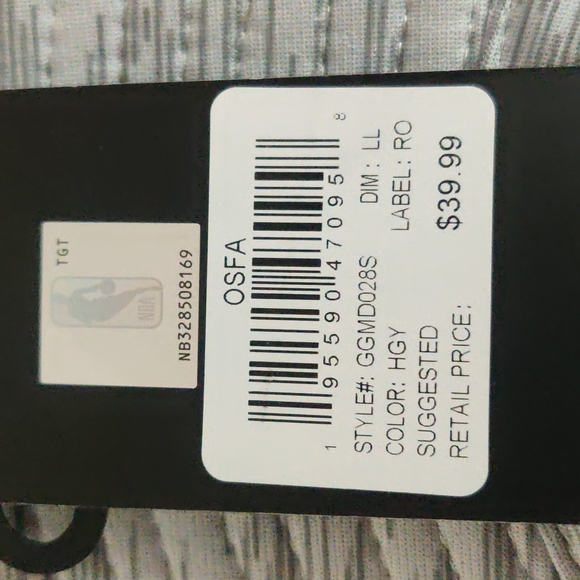 TGT
NBA
NB328508169
OSFA
1 95590 47095 8
STYLE#: GGMD028S DIM: LL
COLOR: HGY LABEL: RO
SUGGESTED
RETAIL PRICE: $39.99